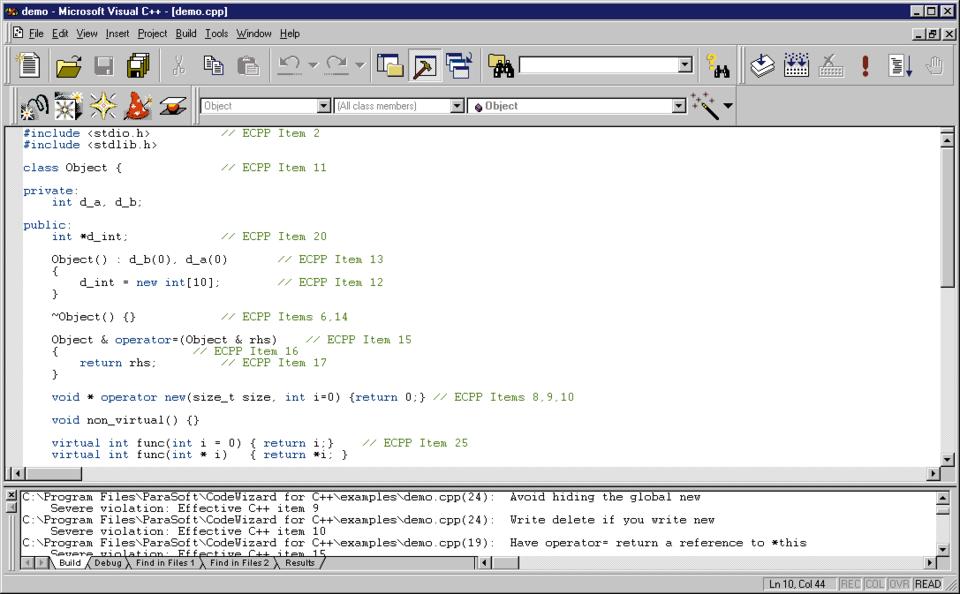 demo - Microsoft Visual C++ - [demo.cpp]
File Edit View Insert Project Build Tools Window Help
Object (All class members) Object
#include <stdio.h> // ECPP Item 2
#include <stdlib.h>
class Object { // ECPP Item 11
private:
int d_a, d_b;
public:
int *d_int; // ECPP Item 20
Object() : d_b(0), d_a(0) // ECPP Item 13
{
d_int = new int[10]; // ECPP Item 12
}
~Object() {} // ECPP Items 6,14
Object & operator=(Object & rhs) // ECPP Item 15
{ // ECPP Item 16
return rhs; // ECPP Item 17
}
void * operator new(size_t size, int i=0) {return 0;} // ECPP Items 8,9,10
void non_virtual() {}
virtual int func(int i = 0) { return i;} // ECPP Item 25
virtual int func(int * i) { return *i; }
C:\Program Files\ParaSoft\CodeWizard for C++\examples\demo.cpp(24): Avoid hiding the global new
Severe violation: Effective C++ item 9
C:\Program Files\ParaSoft\CodeWizard for C++\examples\demo.cpp(24): Write delete if you write new
Severe violation: Effective C++ item 10
C:\Program Files\ParaSoft\CodeWizard for C++\examples\demo.cpp(19): Have operator= return a reference to *this
Severe violation: Effective C++ item 15
Build Debug Find in Files 1 Find in Files 2 Results
Ln 10, Col 44 REC COL OVR READ